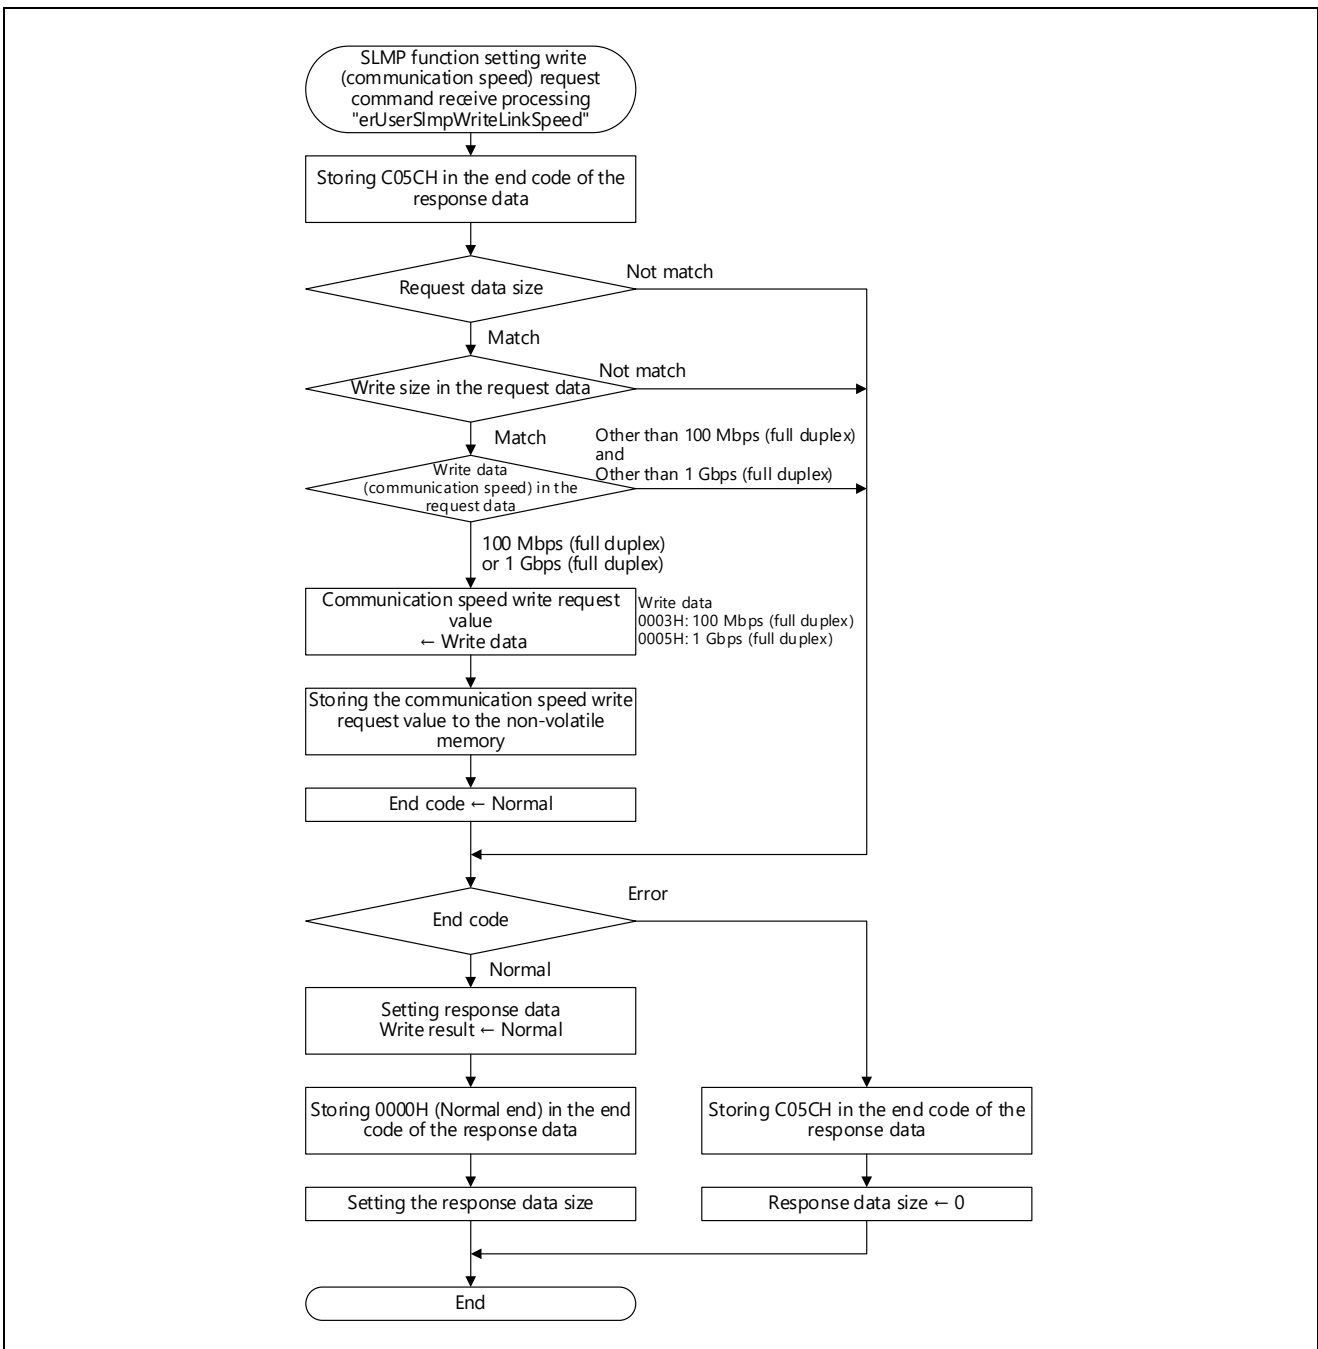 SLMP function setting write
(communication speed) request
command receive processing
"erUserSlmpWriteLinkSpeed"
Storing C05CH in the end code of the
response data
Request data size
Not match
Match
Write size in the request data
Not match
Match
Write data
(communication speed) in the
request data
Other than 100 Mbps (full duplex)
and
Other than 1 Gbps (full duplex)
100 Mbps (full duplex)
or 1 Gbps (full duplex)
Communication speed write request
value
← Write data
Write data
0003H: 100 Mbps (full duplex)
0005H: 1 Gbps (full duplex)
Storing the communication speed write
request value to the non-volatile
memory
End code ← Normal
End code
Error
Normal
Setting response data
Write result ← Normal
Storing 0000H (Normal end) in the end
code of the response data
Storing C05CH in the end code of the
response data
Setting the response data size
Response data size ← 0
End